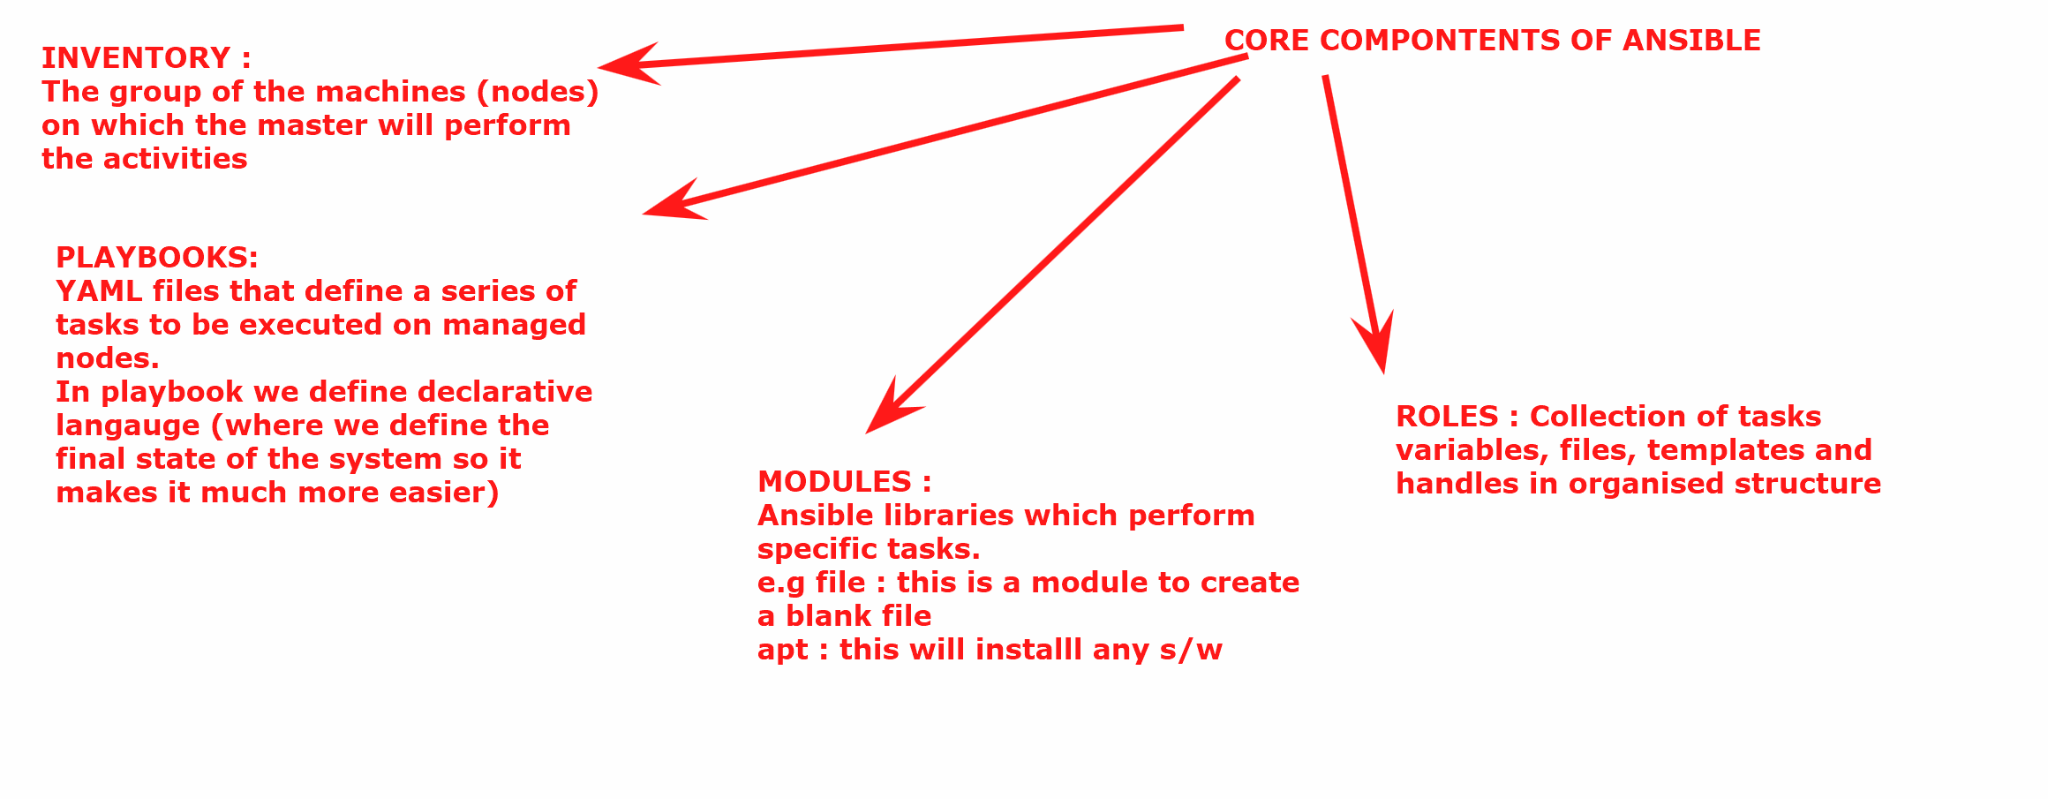 CORE COMPONTENTS OF ANSIBLE
INVENTORY :
The group of the machines (nodes)
on which the master will perform
the activities
PLAYBOOKS:
YAML files that define a series of
tasks to be executed on managed
nodes.
In playbook we define declarative
langauge (where we define the
final state of the system so it
makes it much more easier)
MODULES :
Ansible libraries which perform
specific tasks.
e.g file : this is a module to create
a blank file
apt : this will installl any s/w
ROLES : Collection of tasks
variables, files, templates and
handles in organised structure